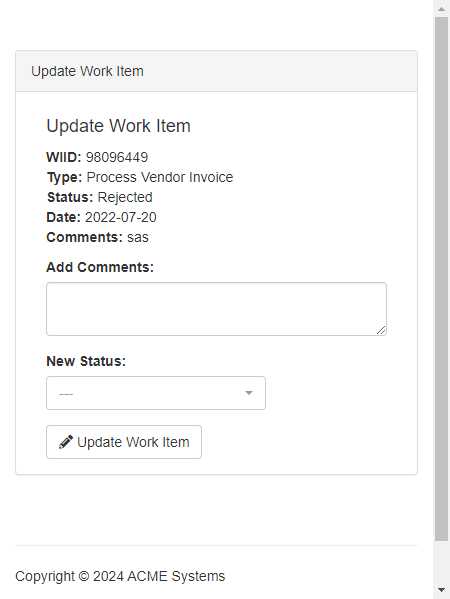 Update Work Item
Update Work Item
WIID: 98096449
Type: Process Vendor Invoice
Status: Rejected
Date: 2022-07-20
Comments: sas
Add Comments:
New Status:
---
Update Work Item
Copyright © 2024 ACME Systems